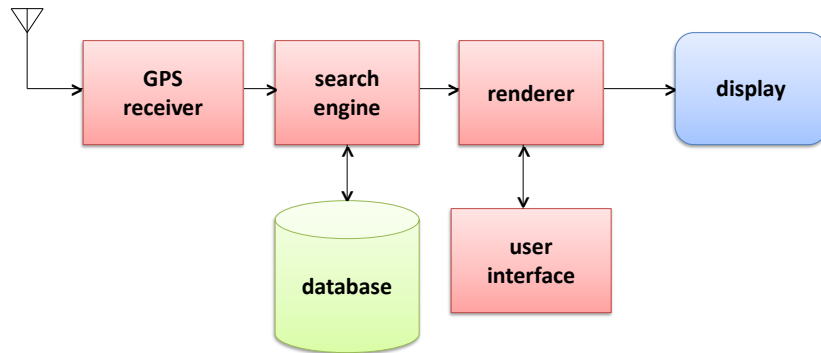 GPS
receiver
search
engine
renderer
display
database
user
interface